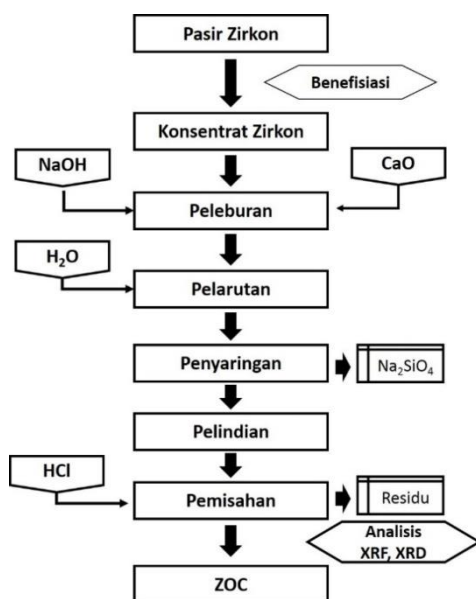 Pasir Zirkon
Benefisiasi
Konsentrat Zirkon
NaOH
CaO
Peleburan
H₂O
Pelarutan
Penyaringan
Na₂SiO₄
Pelindian
HCl
Pemisahan
Residu
Analisis
XRF, XRD
ZOC